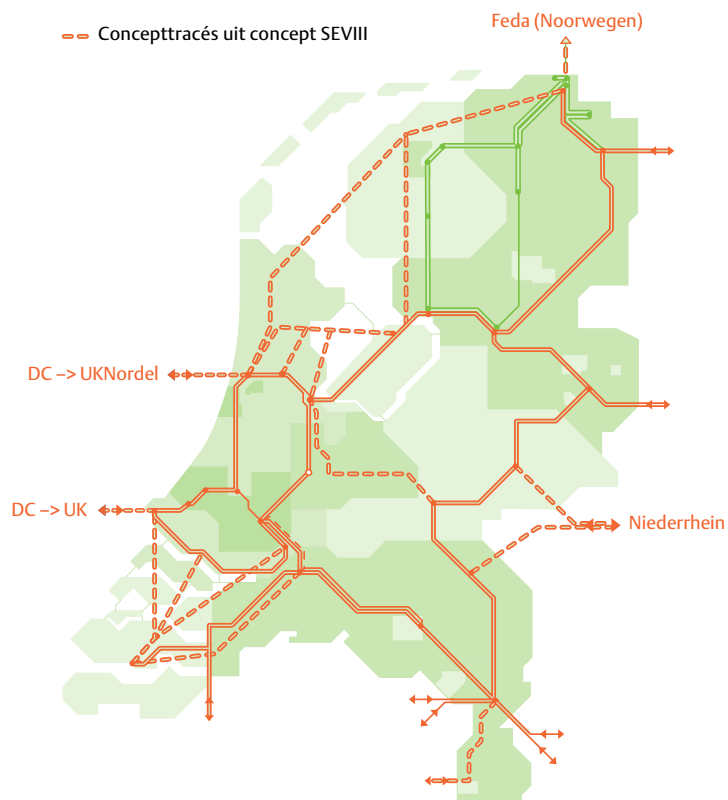 Feda (Noorwegen)
Concepttracés uit concept SEVIII
DC –> UKNordel
DC –> UK
Niederrhein